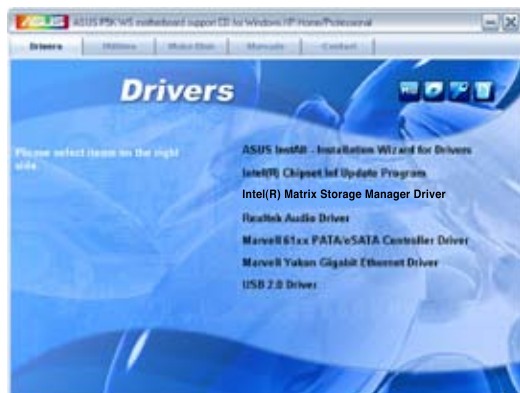 ASUS P5K WS motherboard support CD for Windows XP Home/Professional
Drivers Utilities Make Disk Manuals Contact
Drivers
Please select items on the right
side.
ASUS InstAll - Installation Wizard for Drivers
Intel(R) Chipset Inf Update Program
Intel(R) Matrix Storage Manager Driver
Realtek Audio Driver
Marvell 61xx PATA/eSATA Controller Driver
Marvell Yukon Gigabit Ethernet Driver
USB 2.0 Driver